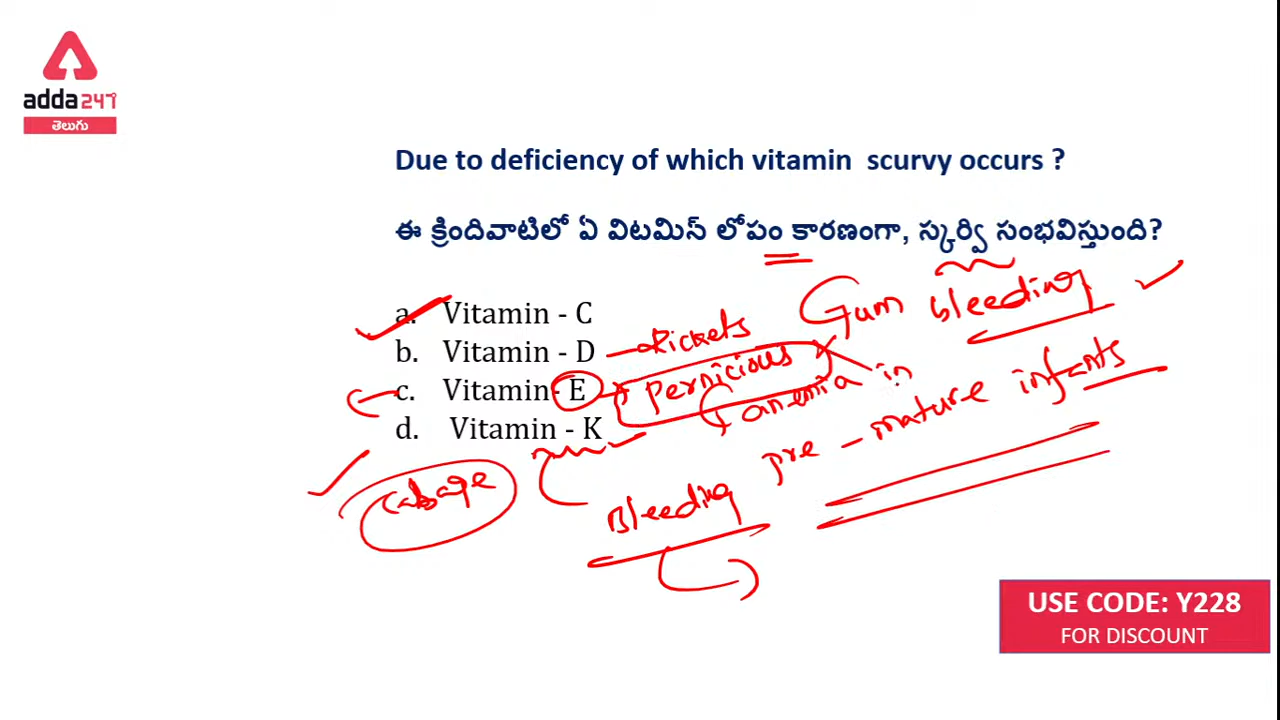 adda247
తెలుగు
Due to deficiency of which vitamin scurvy occurs ?
ఈ క్రిందివాటిలో ఏ విటమిన్ లోపం కారణంగా, స్కర్వి సంభవిస్తుంది?
a. Vitamin - C
Gum bleeding
b. Vitamin - D
Rickets
c. Vitamin- E
Pernicious
anemia in
pre-mature infants
d. Vitamin - K
Bleeding
USE CODE: Y228
FOR DISCOUNT